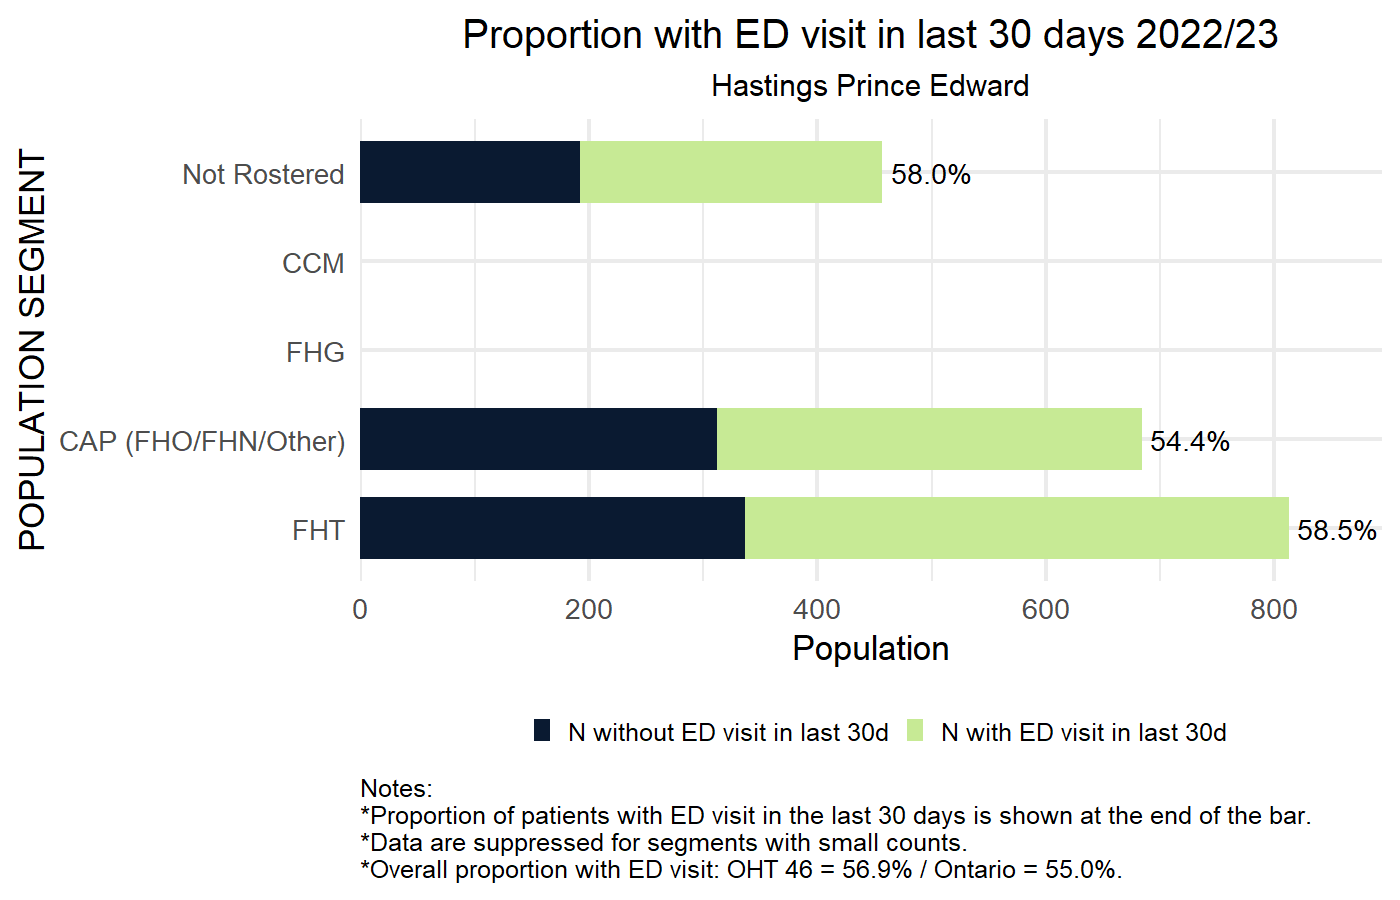 Proportion with ED visit in last 30 days 2022/23
Hastings Prince Edward
POPULATION SEGMENT
Not Rostered
58.0%
CCM
FHG
CAP (FHO/FHN/Other)
54.4%
FHT
58.5%
0 200 400 600 800
Population
N without ED visit in last 30d N with ED visit in last 30d
Notes:
*Proportion of patients with ED visit in the last 30 days is shown at the end of the bar.
*Data are suppressed for segments with small counts.
*Overall proportion with ED visit: OHT 46 = 56.9% / Ontario = 55.0%.